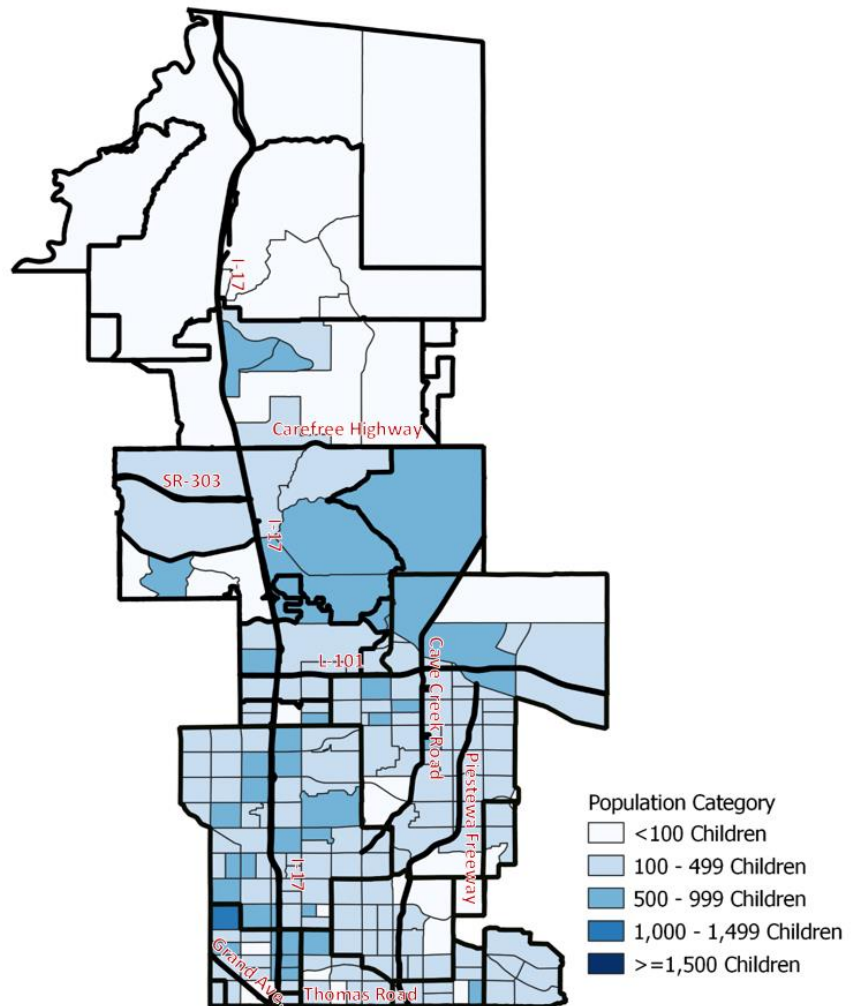 I-17
Carefree Highway
SR-303
I-17
L-101
Cave Creek Road
Piestewa Freeway
I-17
Grand Ave
Thomas Road
Population Category
<100 Children
100 - 499 Children
500 - 999 Children
1,000 - 1,499 Children
>=1,500 Children